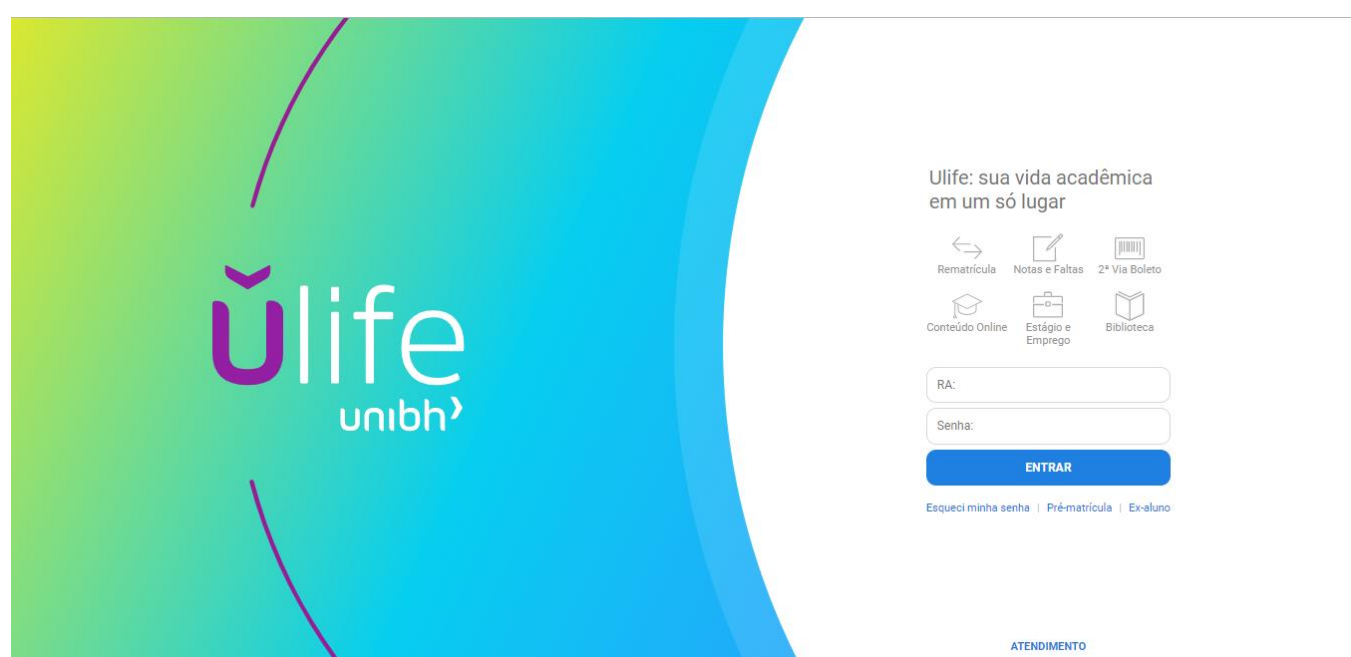 Ŭlife
unibh
Ulife: sua vida acadêmica
em um só lugar
Rematrícula
Notas e Faltas
2ª Via Boleto
Conteúdo Online
Estágio e
Emprego
Biblioteca
RA:
Senha:
ENTRAR
Esqueci minha senha | Pré-matrícula | Ex-aluno
ATENDIMENTO